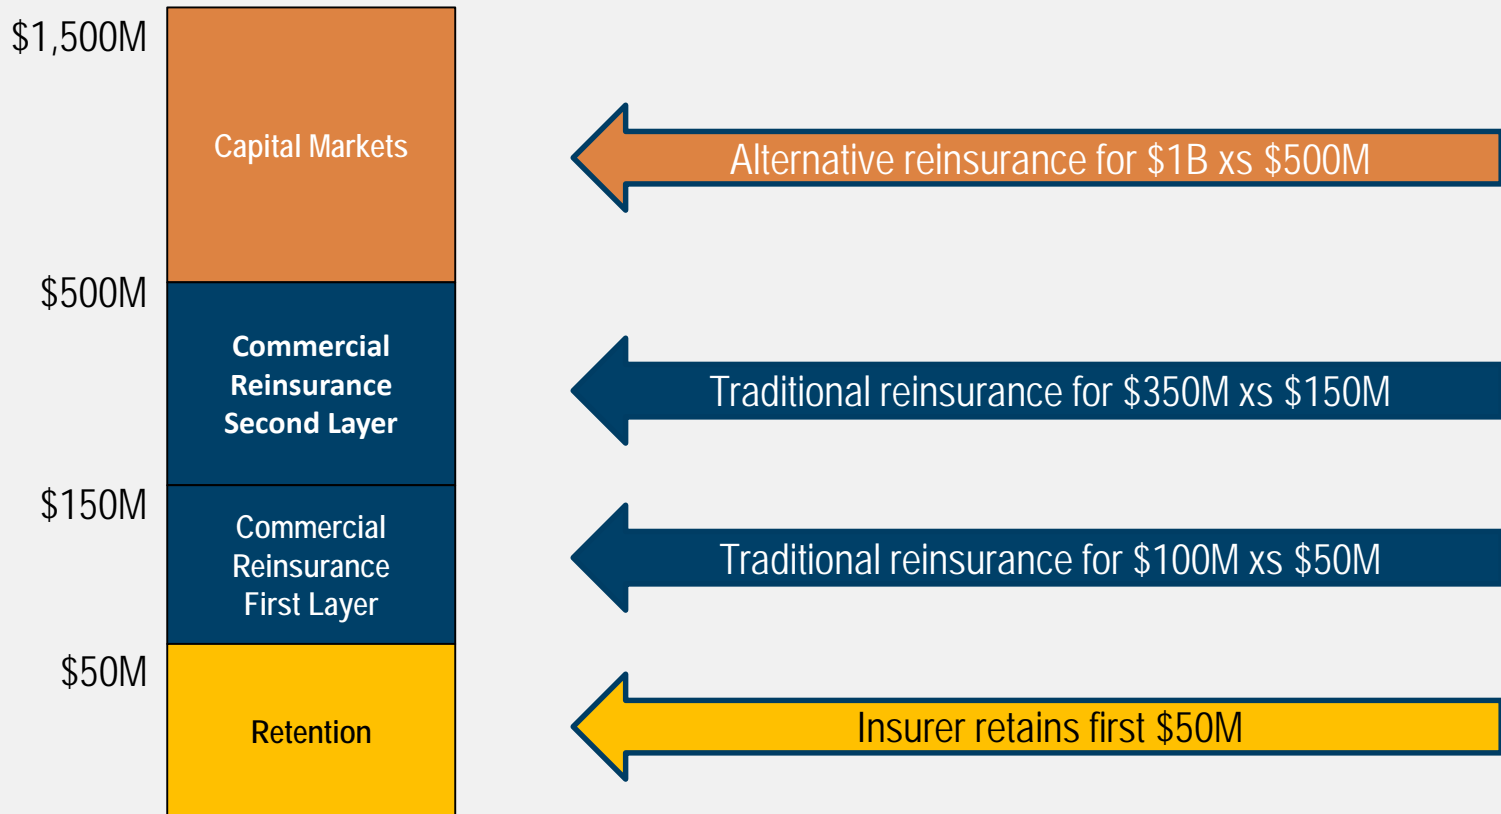 $1,500M
Capital Markets
Alternative reinsurance for $1B xs $500M
$500M
Commercial
Reinsurance
Second Layer
Traditional reinsurance for $350M xs $150M
$150M
Commercial
Reinsurance
First Layer
Traditional reinsurance for $100M xs $50M
$50M
Retention
Insurer retains first $50M